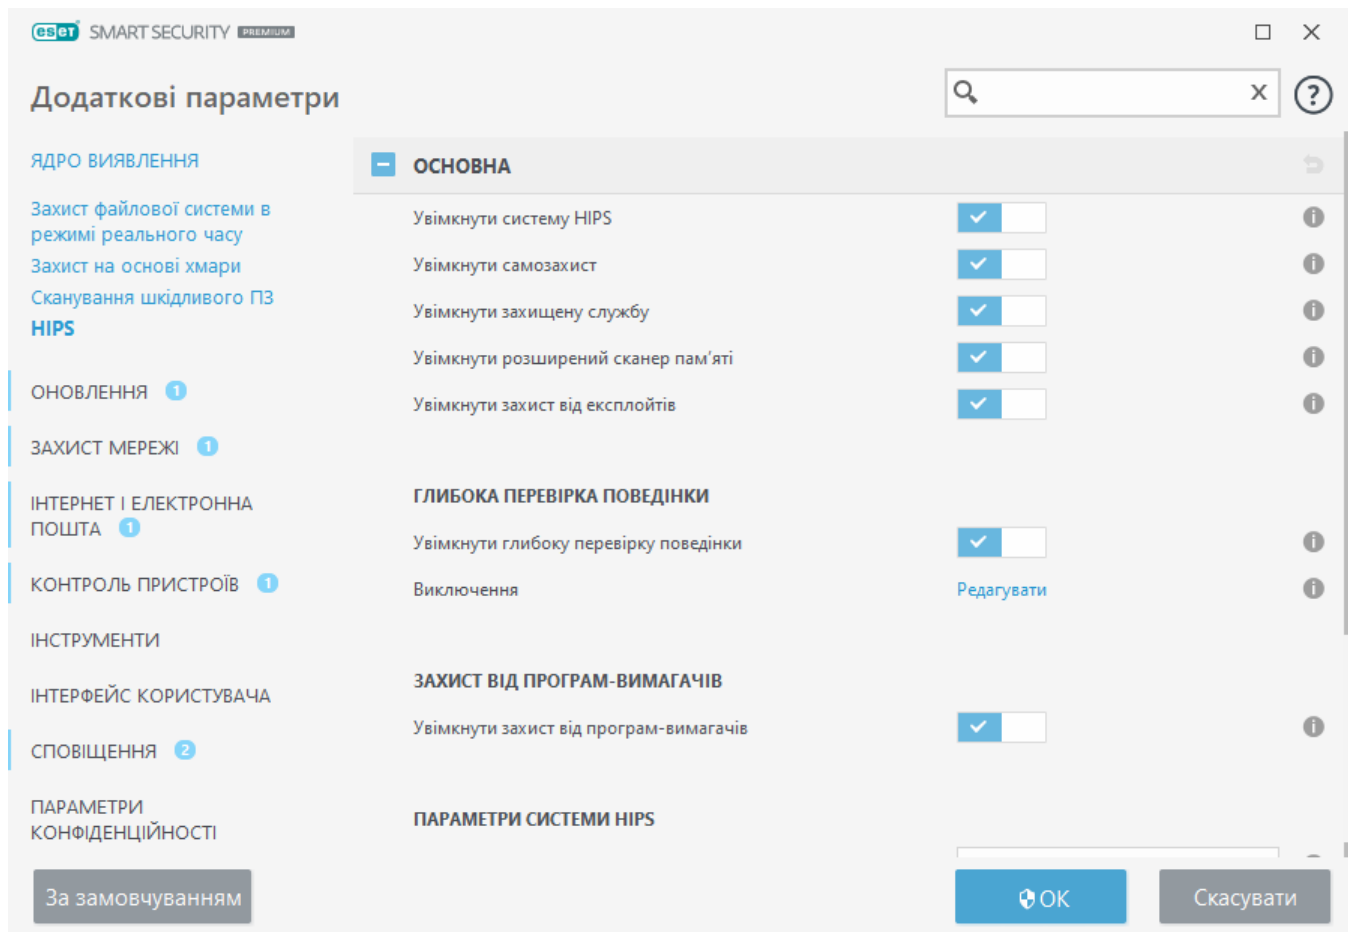 eset SMART SECURITY PREMIUM
Додаткові параметри
x
?
ЯДРО ВИЯВЛЕННЯ
Захист файлової системи в
режимі реального часу
Захист на основі хмари
Сканування шкідливого ПЗ
HIPS
ОНОВЛЕННЯ 1
ЗАХИСТ МЕРЕЖІ 1
ІНТЕРНЕТ І ЕЛЕКТРОННА
ПОШТА 1
КОНТРОЛЬ ПРИСТРОЇВ 1
ІНСТРУМЕНТИ
ІНТЕРФЕЙС КОРИСТУВАЧА
СПОВІЩЕННЯ 2
ПАРАМЕТРИ
КОНФІДЕНЦІЙНОСТІ
ОСНОВНА
Увімкнути систему HIPS
Увімкнути самозахист
Увімкнути захищену службу
Увімкнути розширений сканер пам'яті
Увімкнути захист від експлойтів
ГЛИБОКА ПЕРЕВІРКА ПОВЕДІНКИ
Увімкнути глибоку перевірку поведінки
Виключення Редагувати
ЗАХИСТ ВІД ПРОГРАМ-ВИМАГАЧІВ
Увімкнути захист від програм-вимагачів
ПАРАМЕТРИ СИСТЕМИ HIPS
За замовчуванням
OK
Скасувати